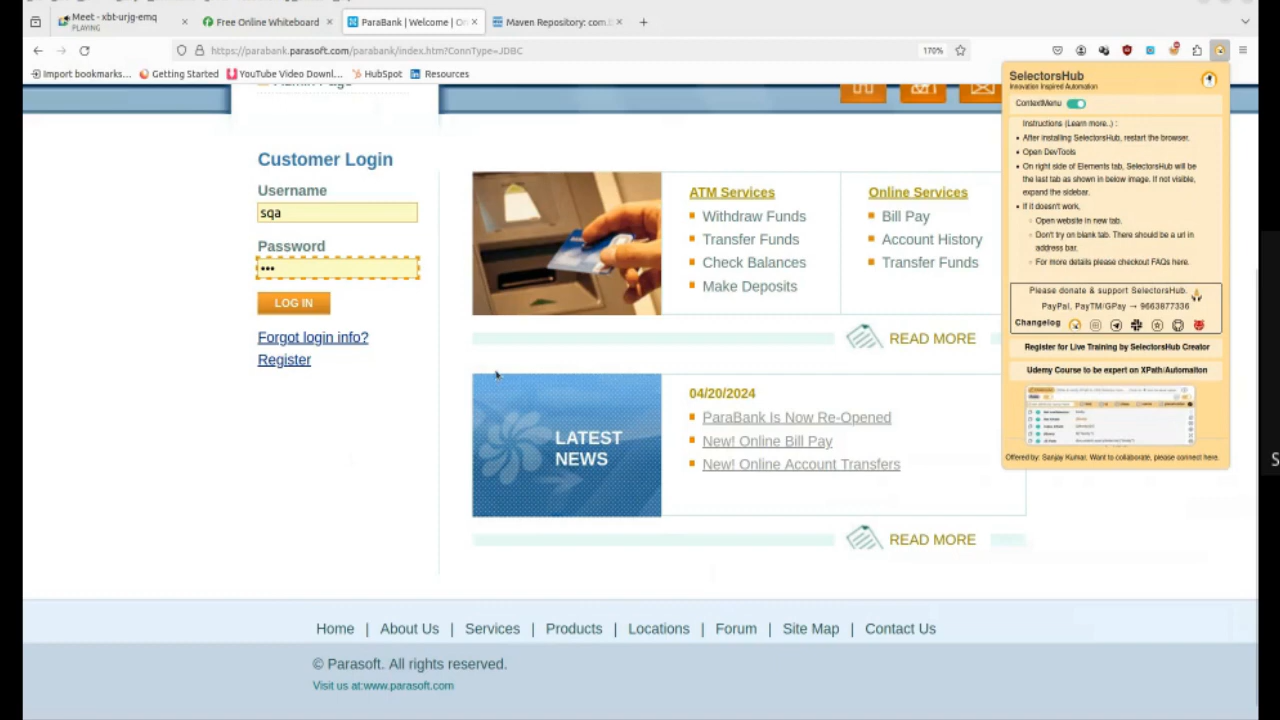 Meet - xbt-urjg-emq
PLAYING
Free Online Whiteboard
ParaBank | Welcome | On
Maven Repository: com.
https://parabank.parasoft.com/parabank/index.htm?ConnType=JDBC
170%
Import bookmarks...
Getting Started
YouTube Video Downl...
HubSpot
Resources
Customer Login
Username
sqa
Password
•••
LOG IN
Forgot login info?
Register
ATM Services
Withdraw Funds
Transfer Funds
Check Balances
Make Deposits
Online Services
Bill Pay
Account History
Transfer Funds
READ MORE
LATEST
NEWS
04/20/2024
ParaBank Is Now Re-Opened
New! Online Bill Pay
New! Online Account Transfers
READ MORE
Home | About Us | Services | Products | Locations | Forum | Site Map | Contact Us
© Parasoft. All rights reserved.
Visit us at:www.parasoft.com
SelectorsHub
Innovation Inspired Automation
ContextMenu
Instructions (Learn more..) :
After installing SelectorsHub, restart the browser.
Open DevTools
On right side of Elements tab, SelectorsHub will be
the last tab as shown in below image. If not visible,
expand the sidebar.
If it doesn't work,
Open website in new tab.
Don't try on blank tab. There should be a url in
address bar.
For more details please checkout FAQs here.
Please donate & support SelectorsHub.
PayPal, PayTM/GPay → 9663877336
Changelog
Register for Live Training by SelectorsHub Creator
Udemy Course to be expert on XPath/Automaiton
Offered by: Sanjay Kumar. Want to collaborate, please connect here.
S